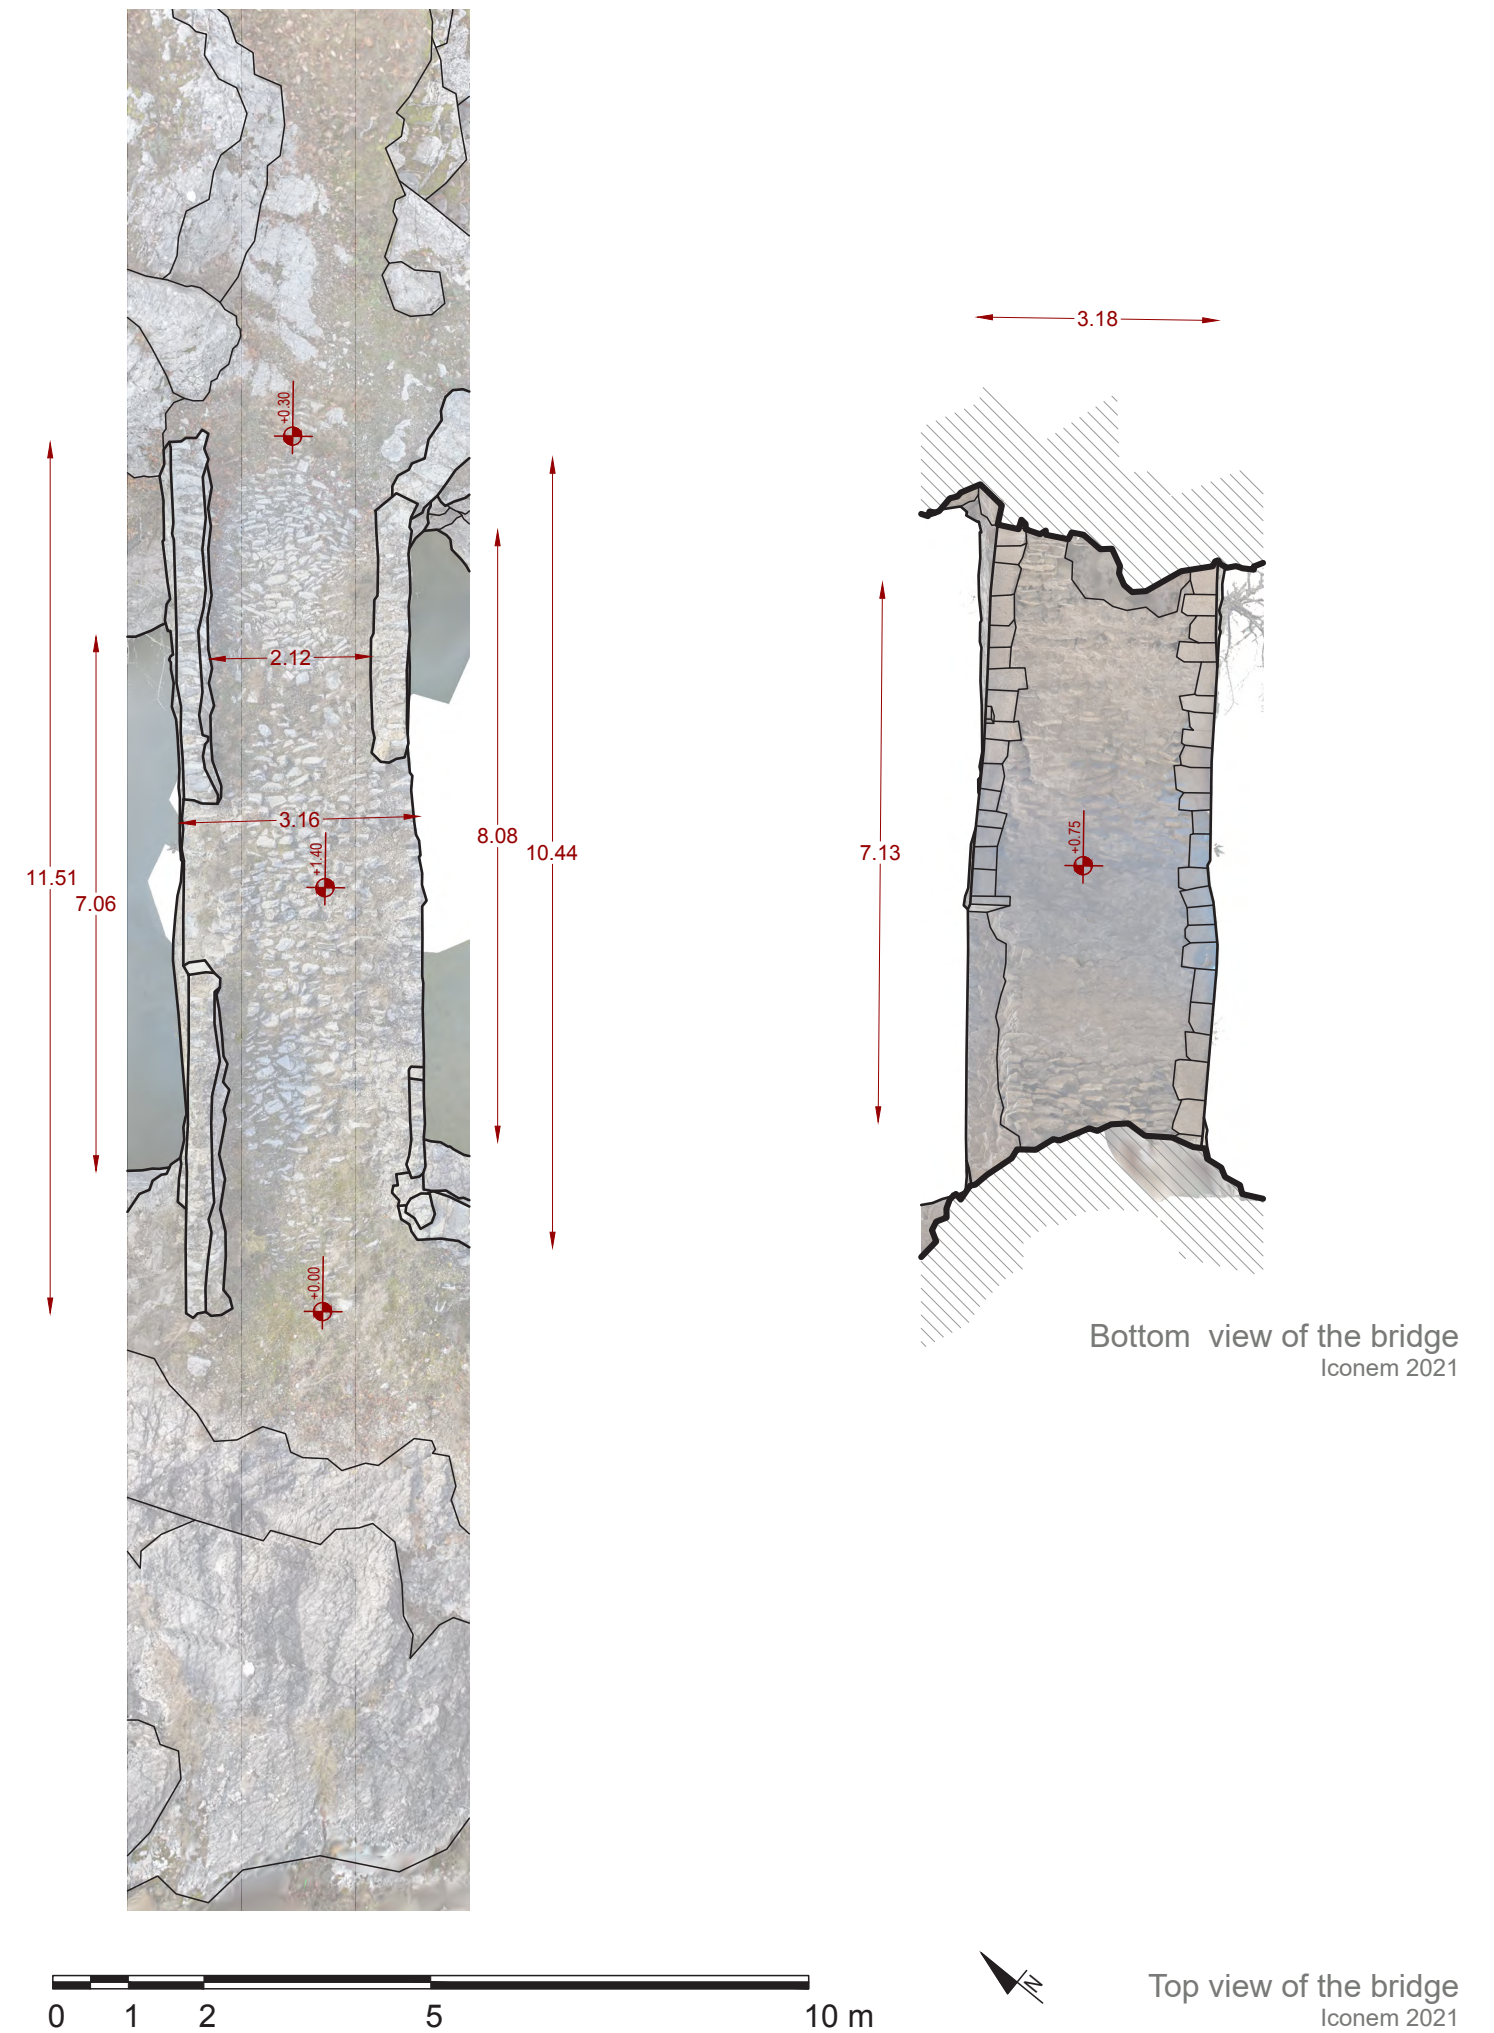 3.18
+0.30
2.12
3.16
+1.40
8.08
10.44
11.51
7.06
7.13
+0.75
+0.00
Bottom view of the bridge
Iconem 2021
0 1 2 5 10 m
N
Top view of the bridge
Iconem 2021